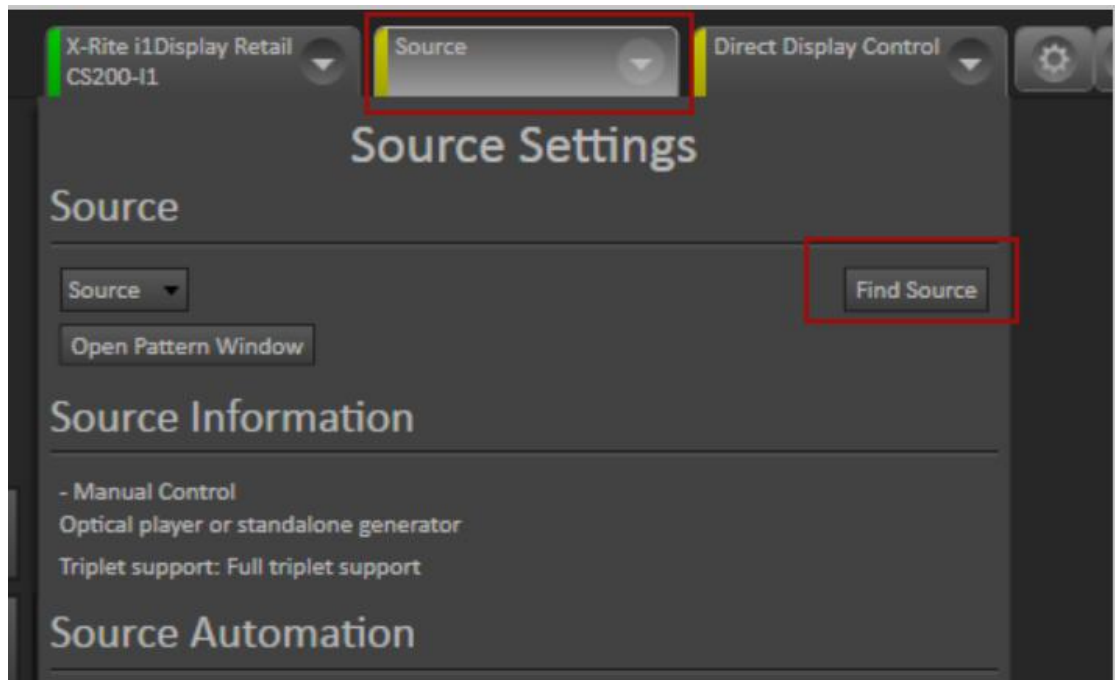 X-Rite i1Display Retail
CS200-I1
Source
Direct Display Control
Source Settings
Source
Source
Find Source
Open Pattern Window
Source Information
- Manual Control
Optical player or standalone generator
Triplet support: Full triplet support
Source Automation